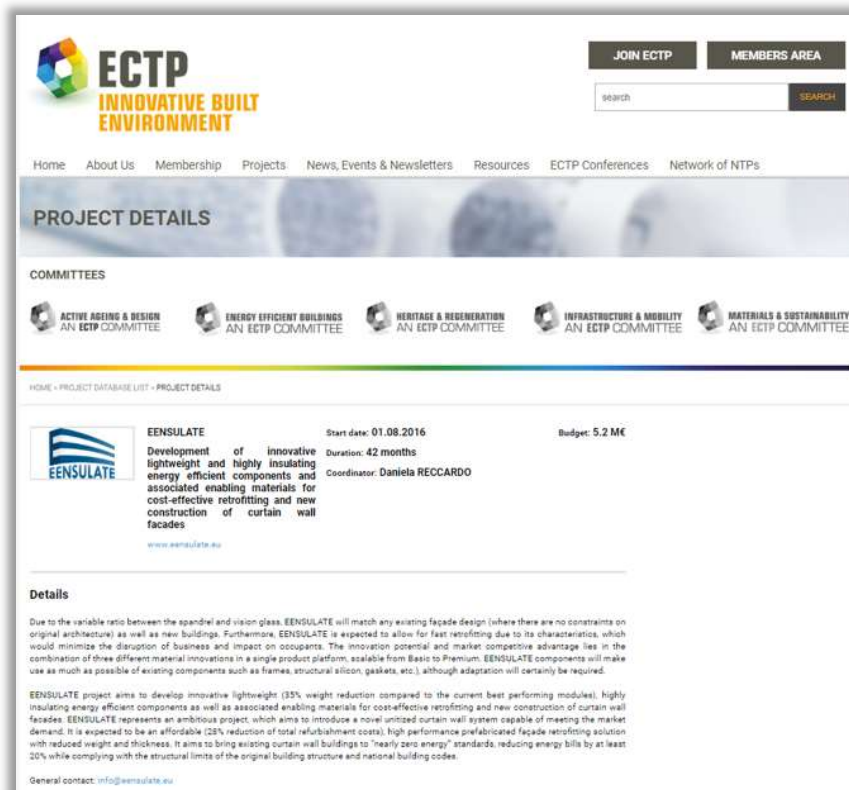 ECTP
INNOVATIVE BUILT
ENVIRONMENT
JOIN ECTP
MEMBERS AREA
search
SEARCH
Home About Us Membership Projects News, Events & Newsletters Resources ECTP Conferences Network of NTPs
PROJECT DETAILS
COMMITTEES
ACTIVE AGEING & DESIGN
AN ECTP COMMITTEE
ENERGY EFFICIENT BUILDINGS
AN ECTP COMMITTEE
HERITAGE & REGENERATION
AN ECTP COMMITTEE
INFRASTRUCTURE & MOBILITY
AN ECTP COMMITTEE
MATERIALS & SUSTAINABILITY
AN ECTP COMMITTEE
HOME » PROJECT DATABASE LIST » PROJECT DETAILS
EENSULATE
EENSULATE
Development of innovative
lightweight and highly insulating
energy efficient components and
associated enabling materials for
cost-effective retrofitting and new
construction of curtain wall
facades
www.eensulate.eu
Start date: 01.08.2016
Duration: 42 months
Coordinator: Daniela RECCARDO
Budget: 5.2 M€
Details
Due to the variable ratio between the spandrel and vision glass, EENSULATE will match any existing façade design (where there are no constraints on
original architecture) as well as new buildings. Furthermore, EENSULATE is expected to allow for fast retrofitting due to its characteristics, which
would minimize the disruption of business and impact on occupants. The innovation potential and market competitive advantage lies in the
combination of three different material innovations in a single product platform, scalable from Basic to Premium. EENSULATE components will make
use as much as possible of existing components such as frames, structural silicon, gaskets, etc.), although adaptation will certainly be required.
EENSULATE project aims to develop innovative lightweight (35% weight reduction compared to the current best performing modules), highly
insulating energy efficient components as well as associated enabling materials for cost-effective retrofitting and new construction of curtain wall
facades. EENSULATE represents an ambitious project, which aims to introduce a novel unitized curtain wall system capable of meeting the market
demand. It is expected to be an affordable (28% reduction of total refurbishment costs), high performance prefabricated façade retrofitting solution
with reduced weight and thickness. It aims to bring existing curtain wall buildings to "nearly zero energy" standards, reducing energy bills by at least
20% while complying with the structural limits of the original building structure and national building codes.
General contact: info@eensulate.eu